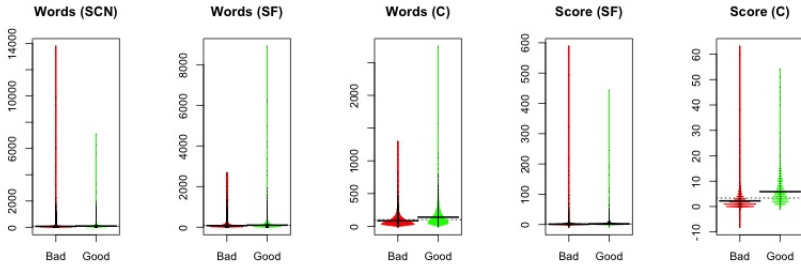 Words (SCN)
Words (SF)
Words (C)
Score (SF)
Score (C)
14000
10000
6000
2000
0
8000
6000
4000
2000
0
2000
1000
500
0
600
500
400
300
200
100
0
60
50
40
30
20
10
0
-10
Bad Good
Bad Good
Bad Good
Bad Good
Bad Good